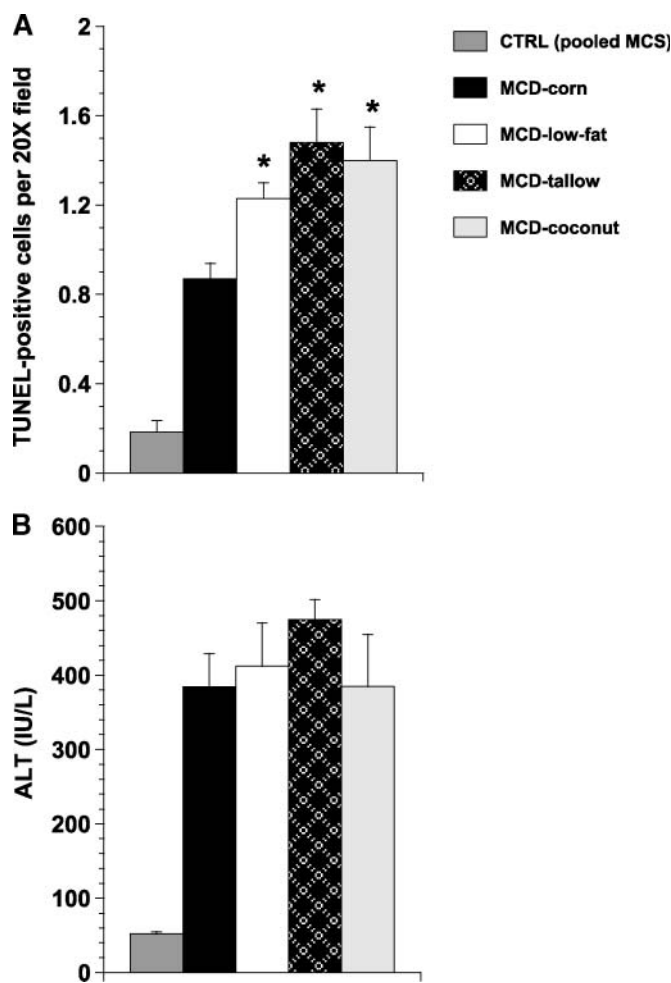 A
TUNEL-positive cells per 20X field
2
1.6
1.2
0.8
0.4
0
*
*
*
CTRL (pooled MCS)
MCD-corn
MCD-low-fat
MCD-tallow
MCD-coconut
B
ALT (IU/L)
600
500
400
300
200
100
0